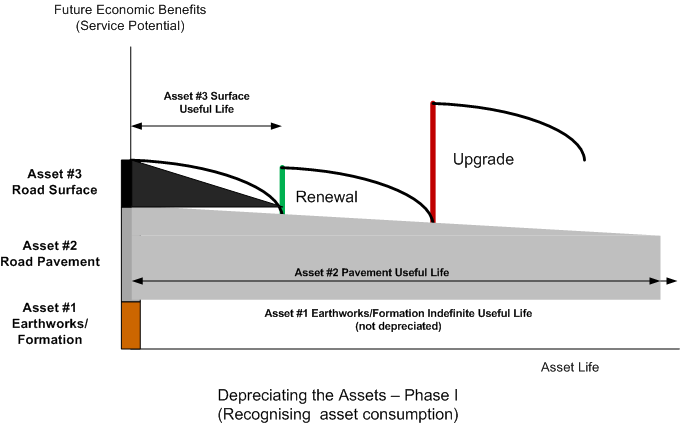 Future Economic Benefits
(Service Potential)
Asset #3 Surface
Useful Life
Asset #3
Road Surface
Renewal
Upgrade
Asset #2
Road Pavement
Asset #2 Pavement Useful Life
Asset #1
Earthworks/
Formation
Asset #1 Earthworks/Formation Indefinite Useful Life
(not depreciated)
Asset Life
Depreciating the Assets – Phase I
(Recognising  asset consumption)